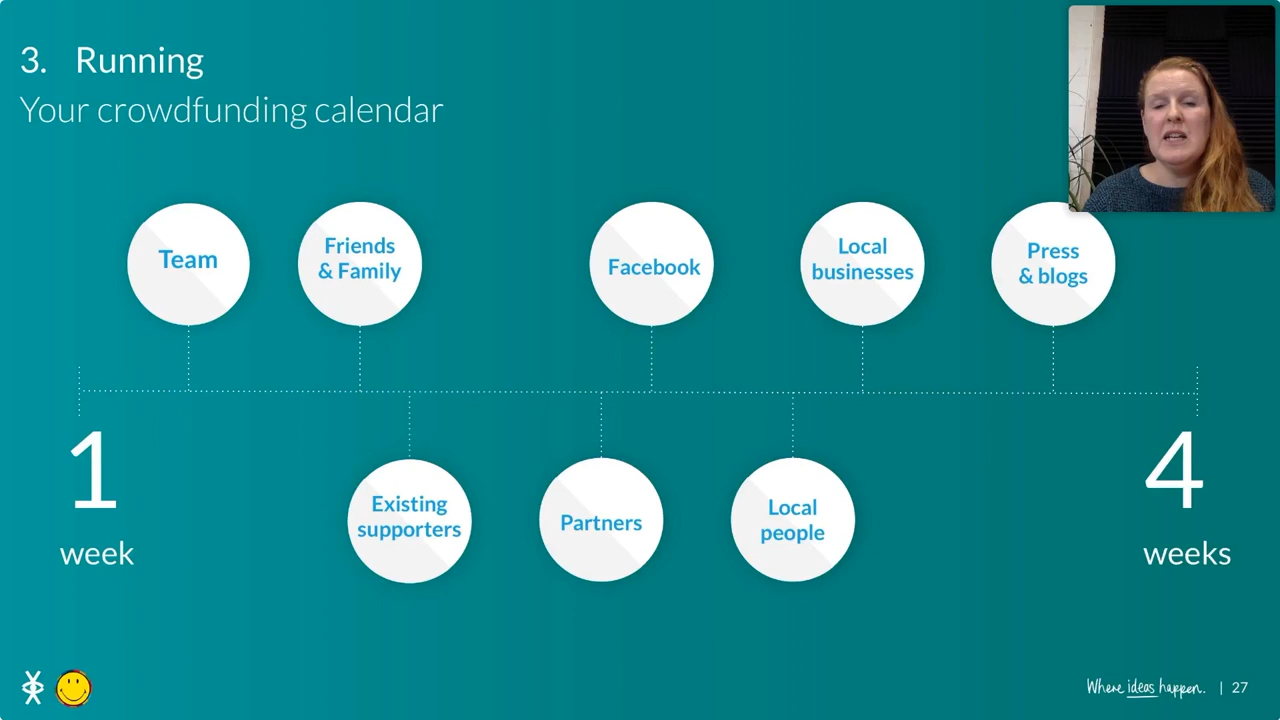 3. Running
Your crowdfunding calendar
Team
Friends
& Family
Facebook
Local
businesses
Press
& blogs
1
week
Existing
supporters
Partners
Local
people
4
weeks
Where ideas happen. | 27